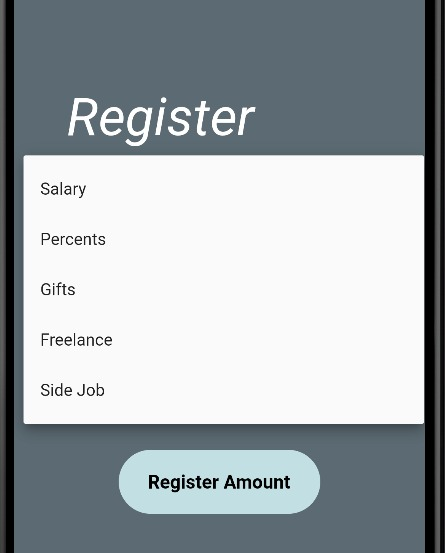 Register
Salary
Percents
Gifts
Freelance
Side Job
Register Amount